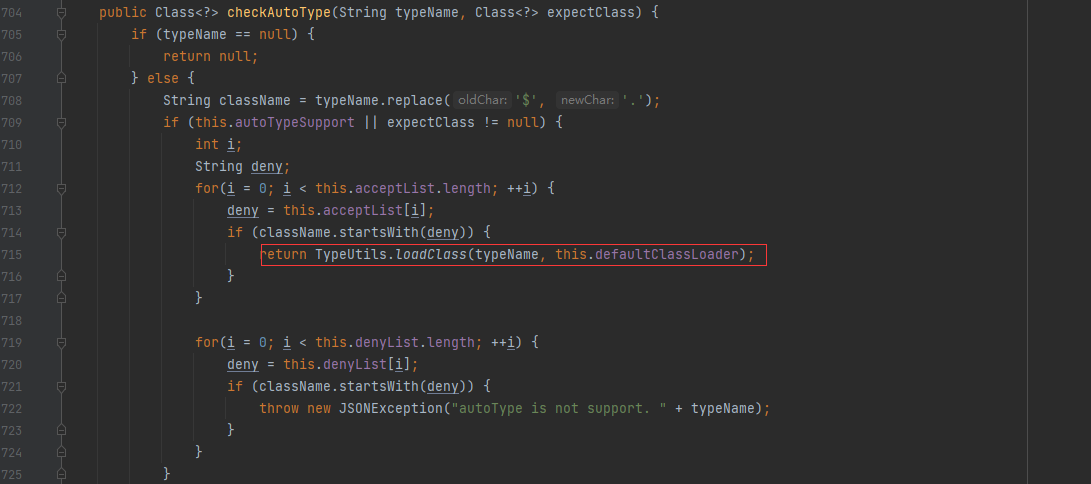 704 public Class<?> checkAutoType(String typeName, Class<?> expectClass) {
705 if (typeName == null) {
706 return null;
707 } else {
708 String className = typeName.replace( oldChar: '$', newChar: '.');
709 if (this.autoTypeSupport || expectClass != null) {
710 int i;
711 String deny;
712 for(i = 0; i < this.acceptList.length; ++i) {
713 deny = this.acceptList[i];
714 if (className.startsWith(deny)) {
715 return TypeUtils.loadClass(typeName, this.defaultClassLoader);
716 }
717 }
718
719 for(i = 0; i < this.denyList.length; ++i) {
720 deny = this.denyList[i];
721 if (className.startsWith(deny)) {
722 throw new JSONException("autoType is not support. " + typeName);
723 }
724 }
725 }